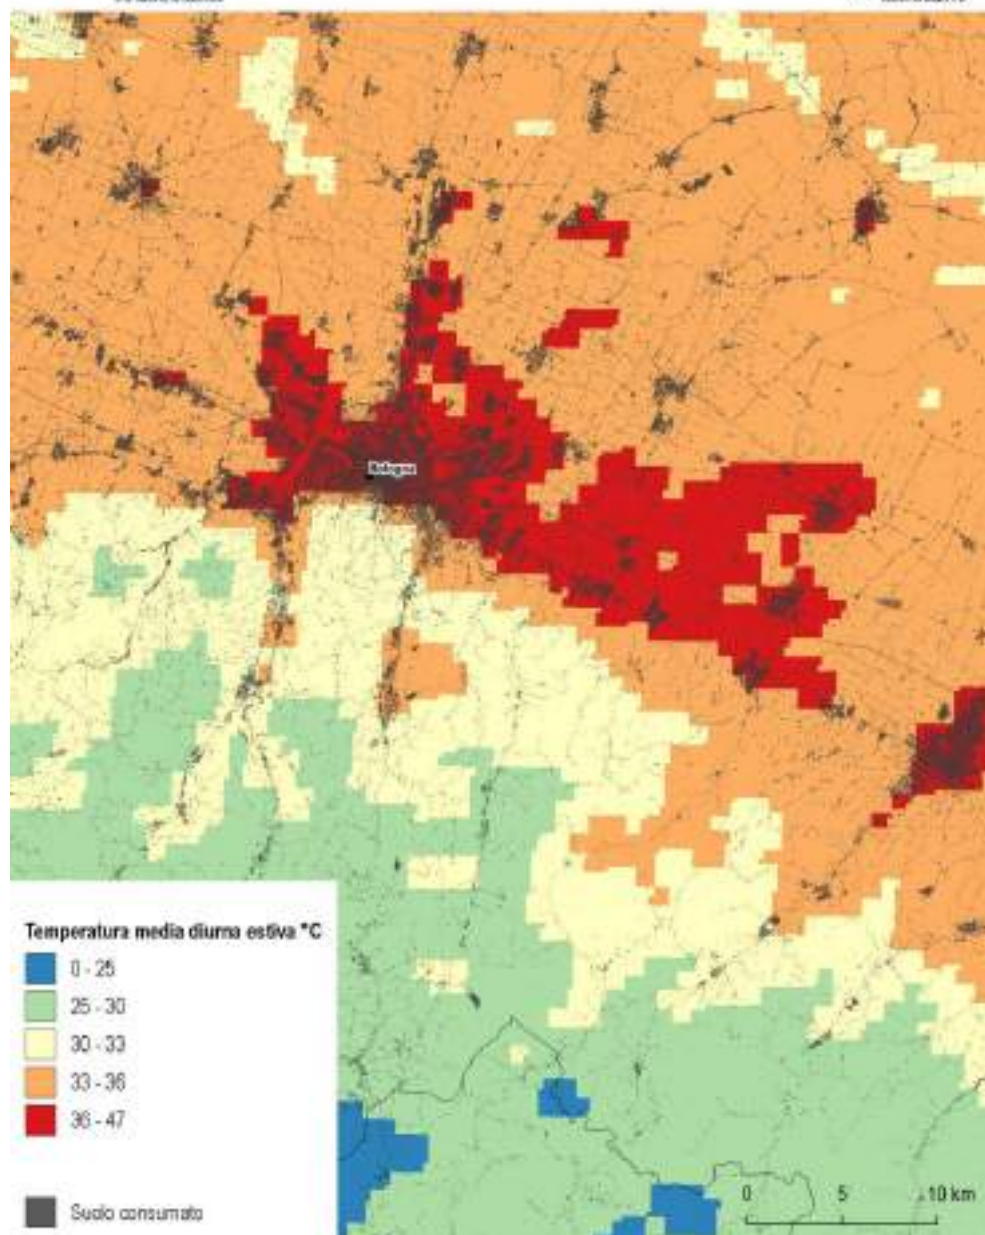 Bologna
Temperatura media diurna estiva °C
0 - 25
25 - 30
30 - 33
33 - 36
36 - 47
Suolo consumato
0 5 10 km